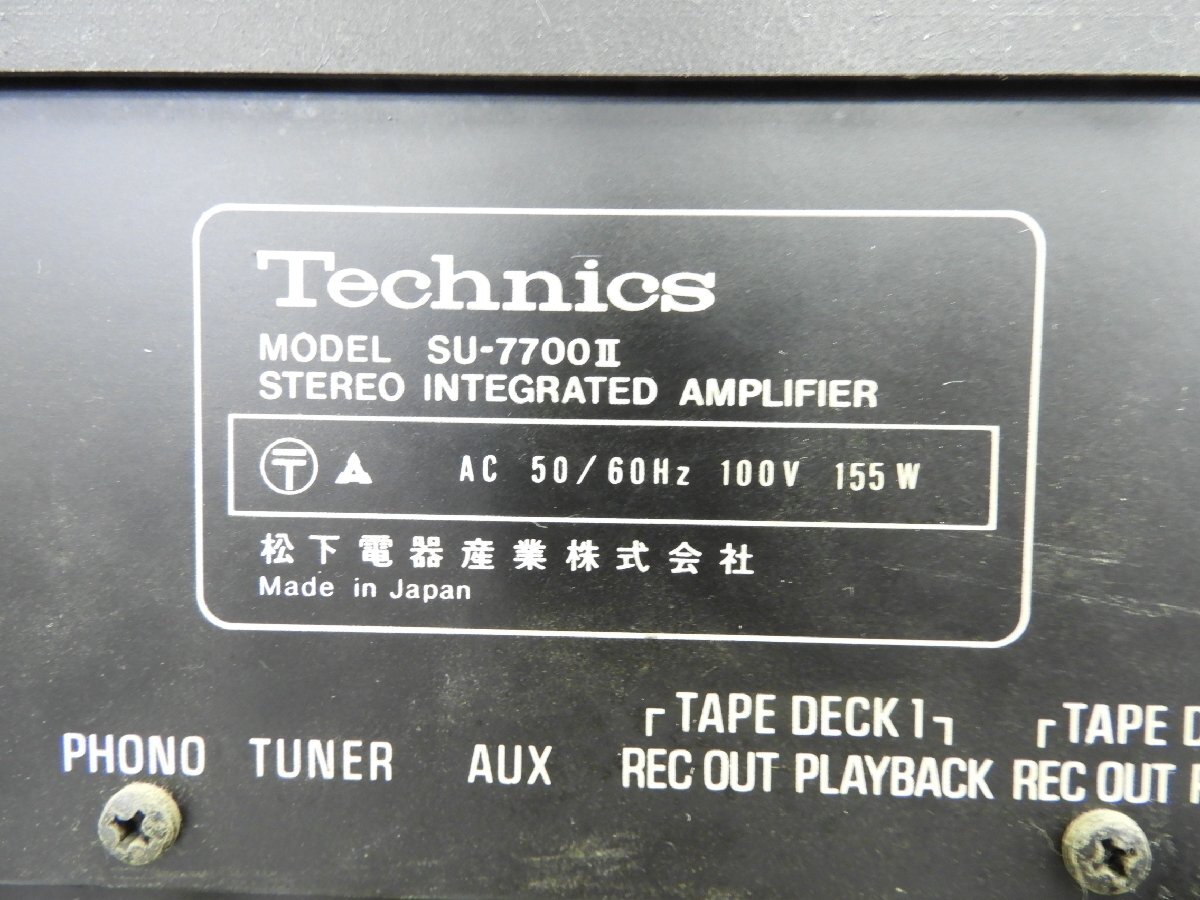 Technics
MODEL SU-7700II
STEREO INTEGRATED AMPLIFIER
〒 AC 50/60Hz 100V 155W
松下電器産業株式会社
Made in Japan
TAPE DECK 1 TAPE
PHONO TUNER AUX REC OUT PLAYBACK REC OUT